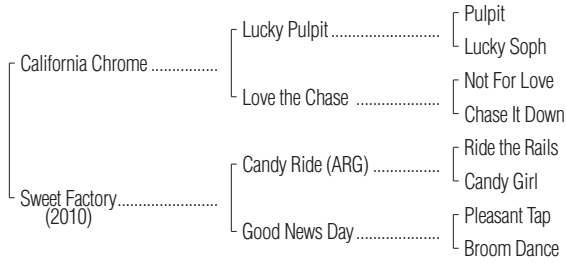 Pulpit
Lucky Pulpit ........................
Lucky Soph
California Chrome ...............
Not For Love
Love the Chase ..................
Chase It Down
Ride the Rails
Candy Ride (ARG) ...............
Candy Girl
Sweet Factory......................
(2010)
Pleasant Tap
Good News Day .................
Broom Dance